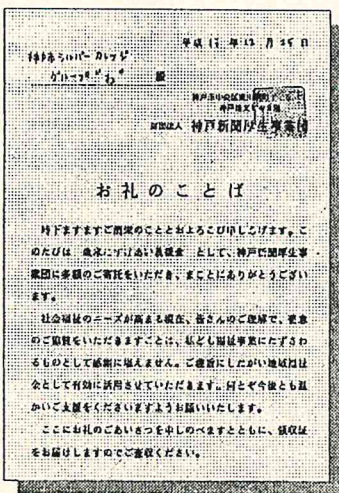 平成17年12月26日
神戸市シルバーカレッジ
グループ"わ" 殿
財団法人 神戸新聞厚生事業団
お礼のことば
時下ますますご清栄のこととおよろこび申しあげます。こ
のたびは 歳末たすけあい義援金 として、神戸新聞厚生事
業団に多額のご寄託をいただき、まことにありがとうござい
ます。
社会福祉のニーズが高まる現在、皆さんのご理解で、善意
のご協賛をいただきますことは、私ども福祉事業にたずさわ
るものとして感謝に堪えません。ご趣旨にしたがい地域福祉
会として有効に活用させていただきます。何とぞ今後とも温
かいご支援をくださいますようお願いいたします。
ここにお礼のごあいさつを申しのべますとともに、領収証
をお届けしますのでご査収ください。